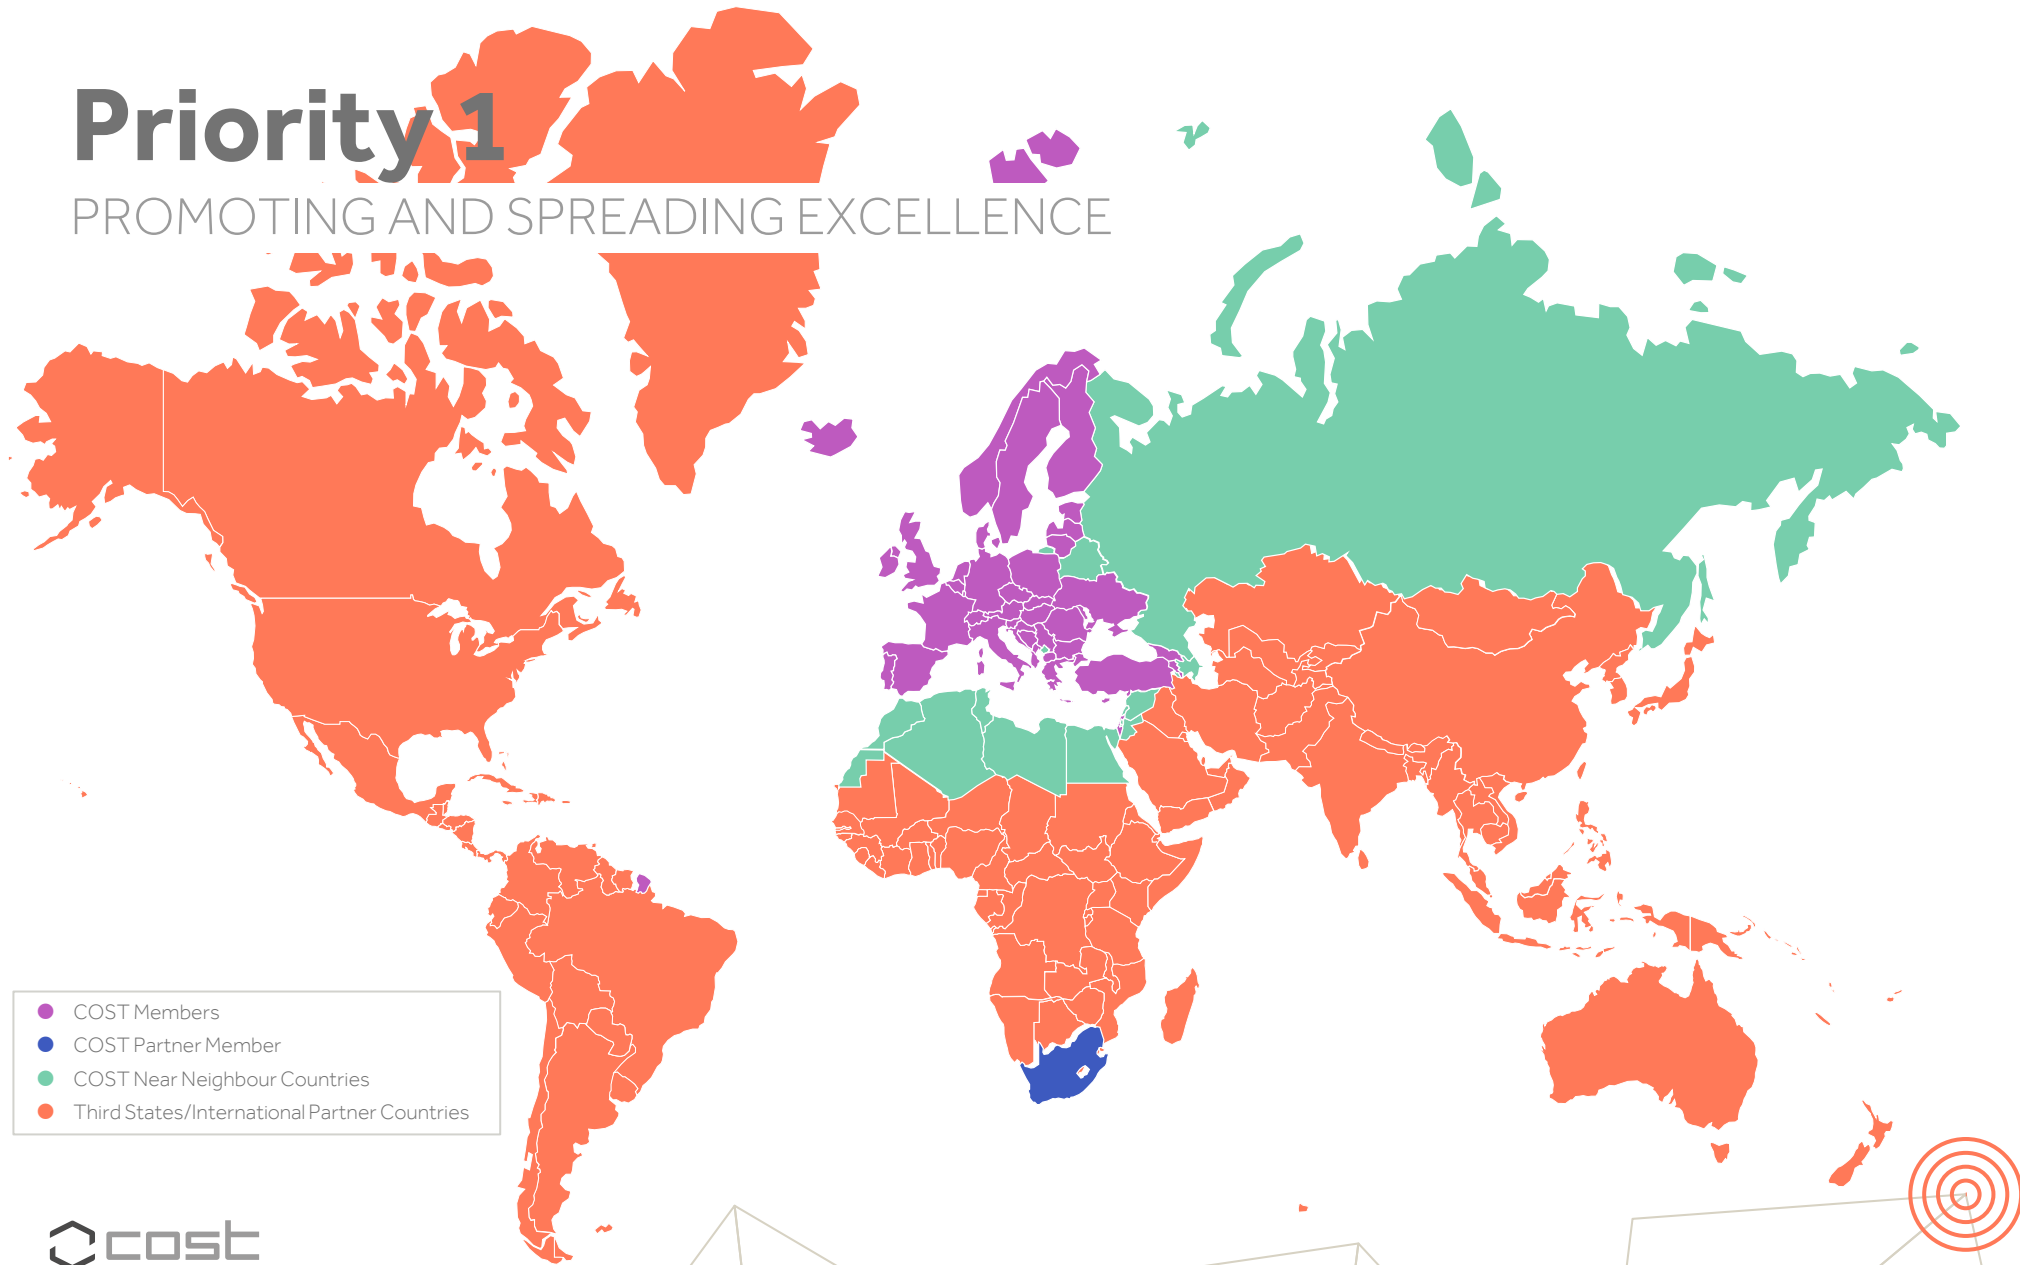 Priority 1
PROMOTING AND SPREADING EXCELLENCE
COST Members
COST Partner Member
COST Near Neighbour Countries
Third States/International Partner Countries
cost